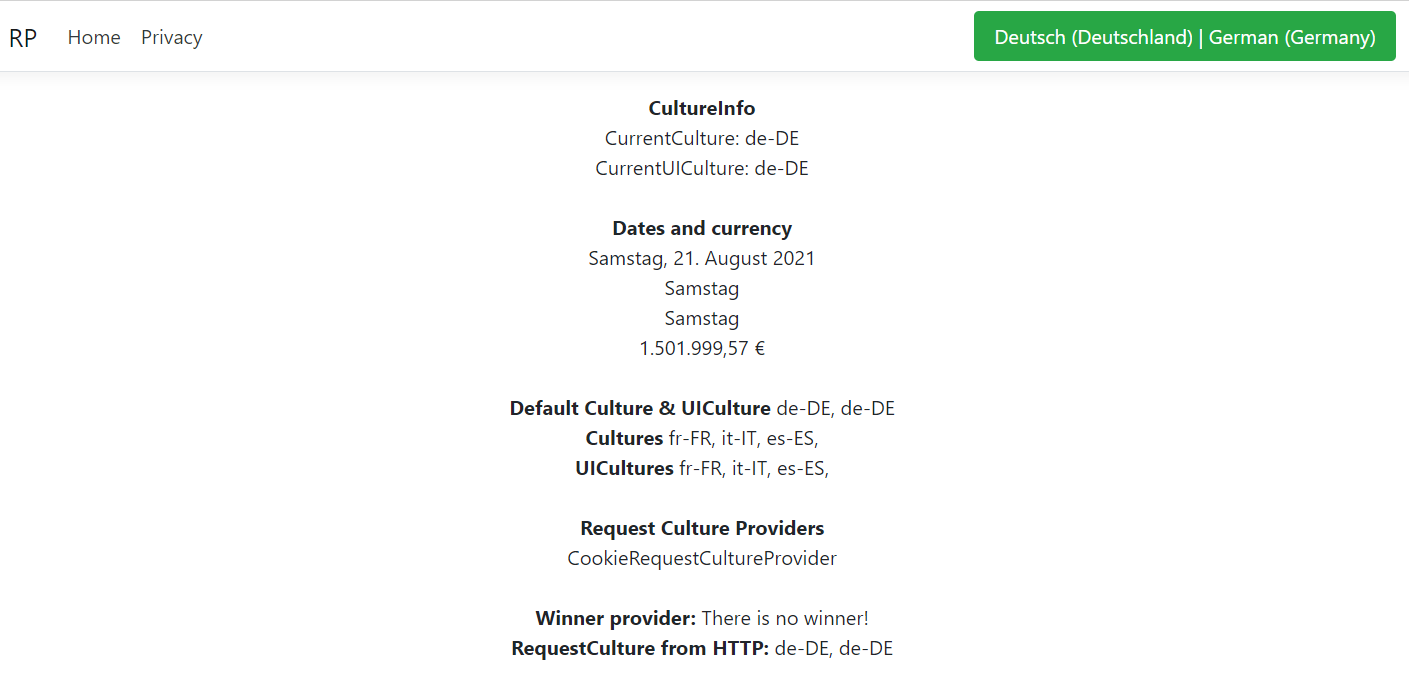 RP Home Privacy Deutsch (Deutschland) | German (Germany)
CultureInfo
CurrentCulture: de-DE
CurrentUICulture: de-DE
Dates and currency
Samstag, 21. August 2021
Samstag
Samstag
1.501.999,57 €
Default Culture & UICulture de-DE, de-DE
Cultures fr-FR, it-IT, es-ES,
UICultures fr-FR, it-IT, es-ES,
Request Culture Providers
CookieRequestCultureProvider
Winner provider: There is no winner!
RequestCulture from HTTP: de-DE, de-DE